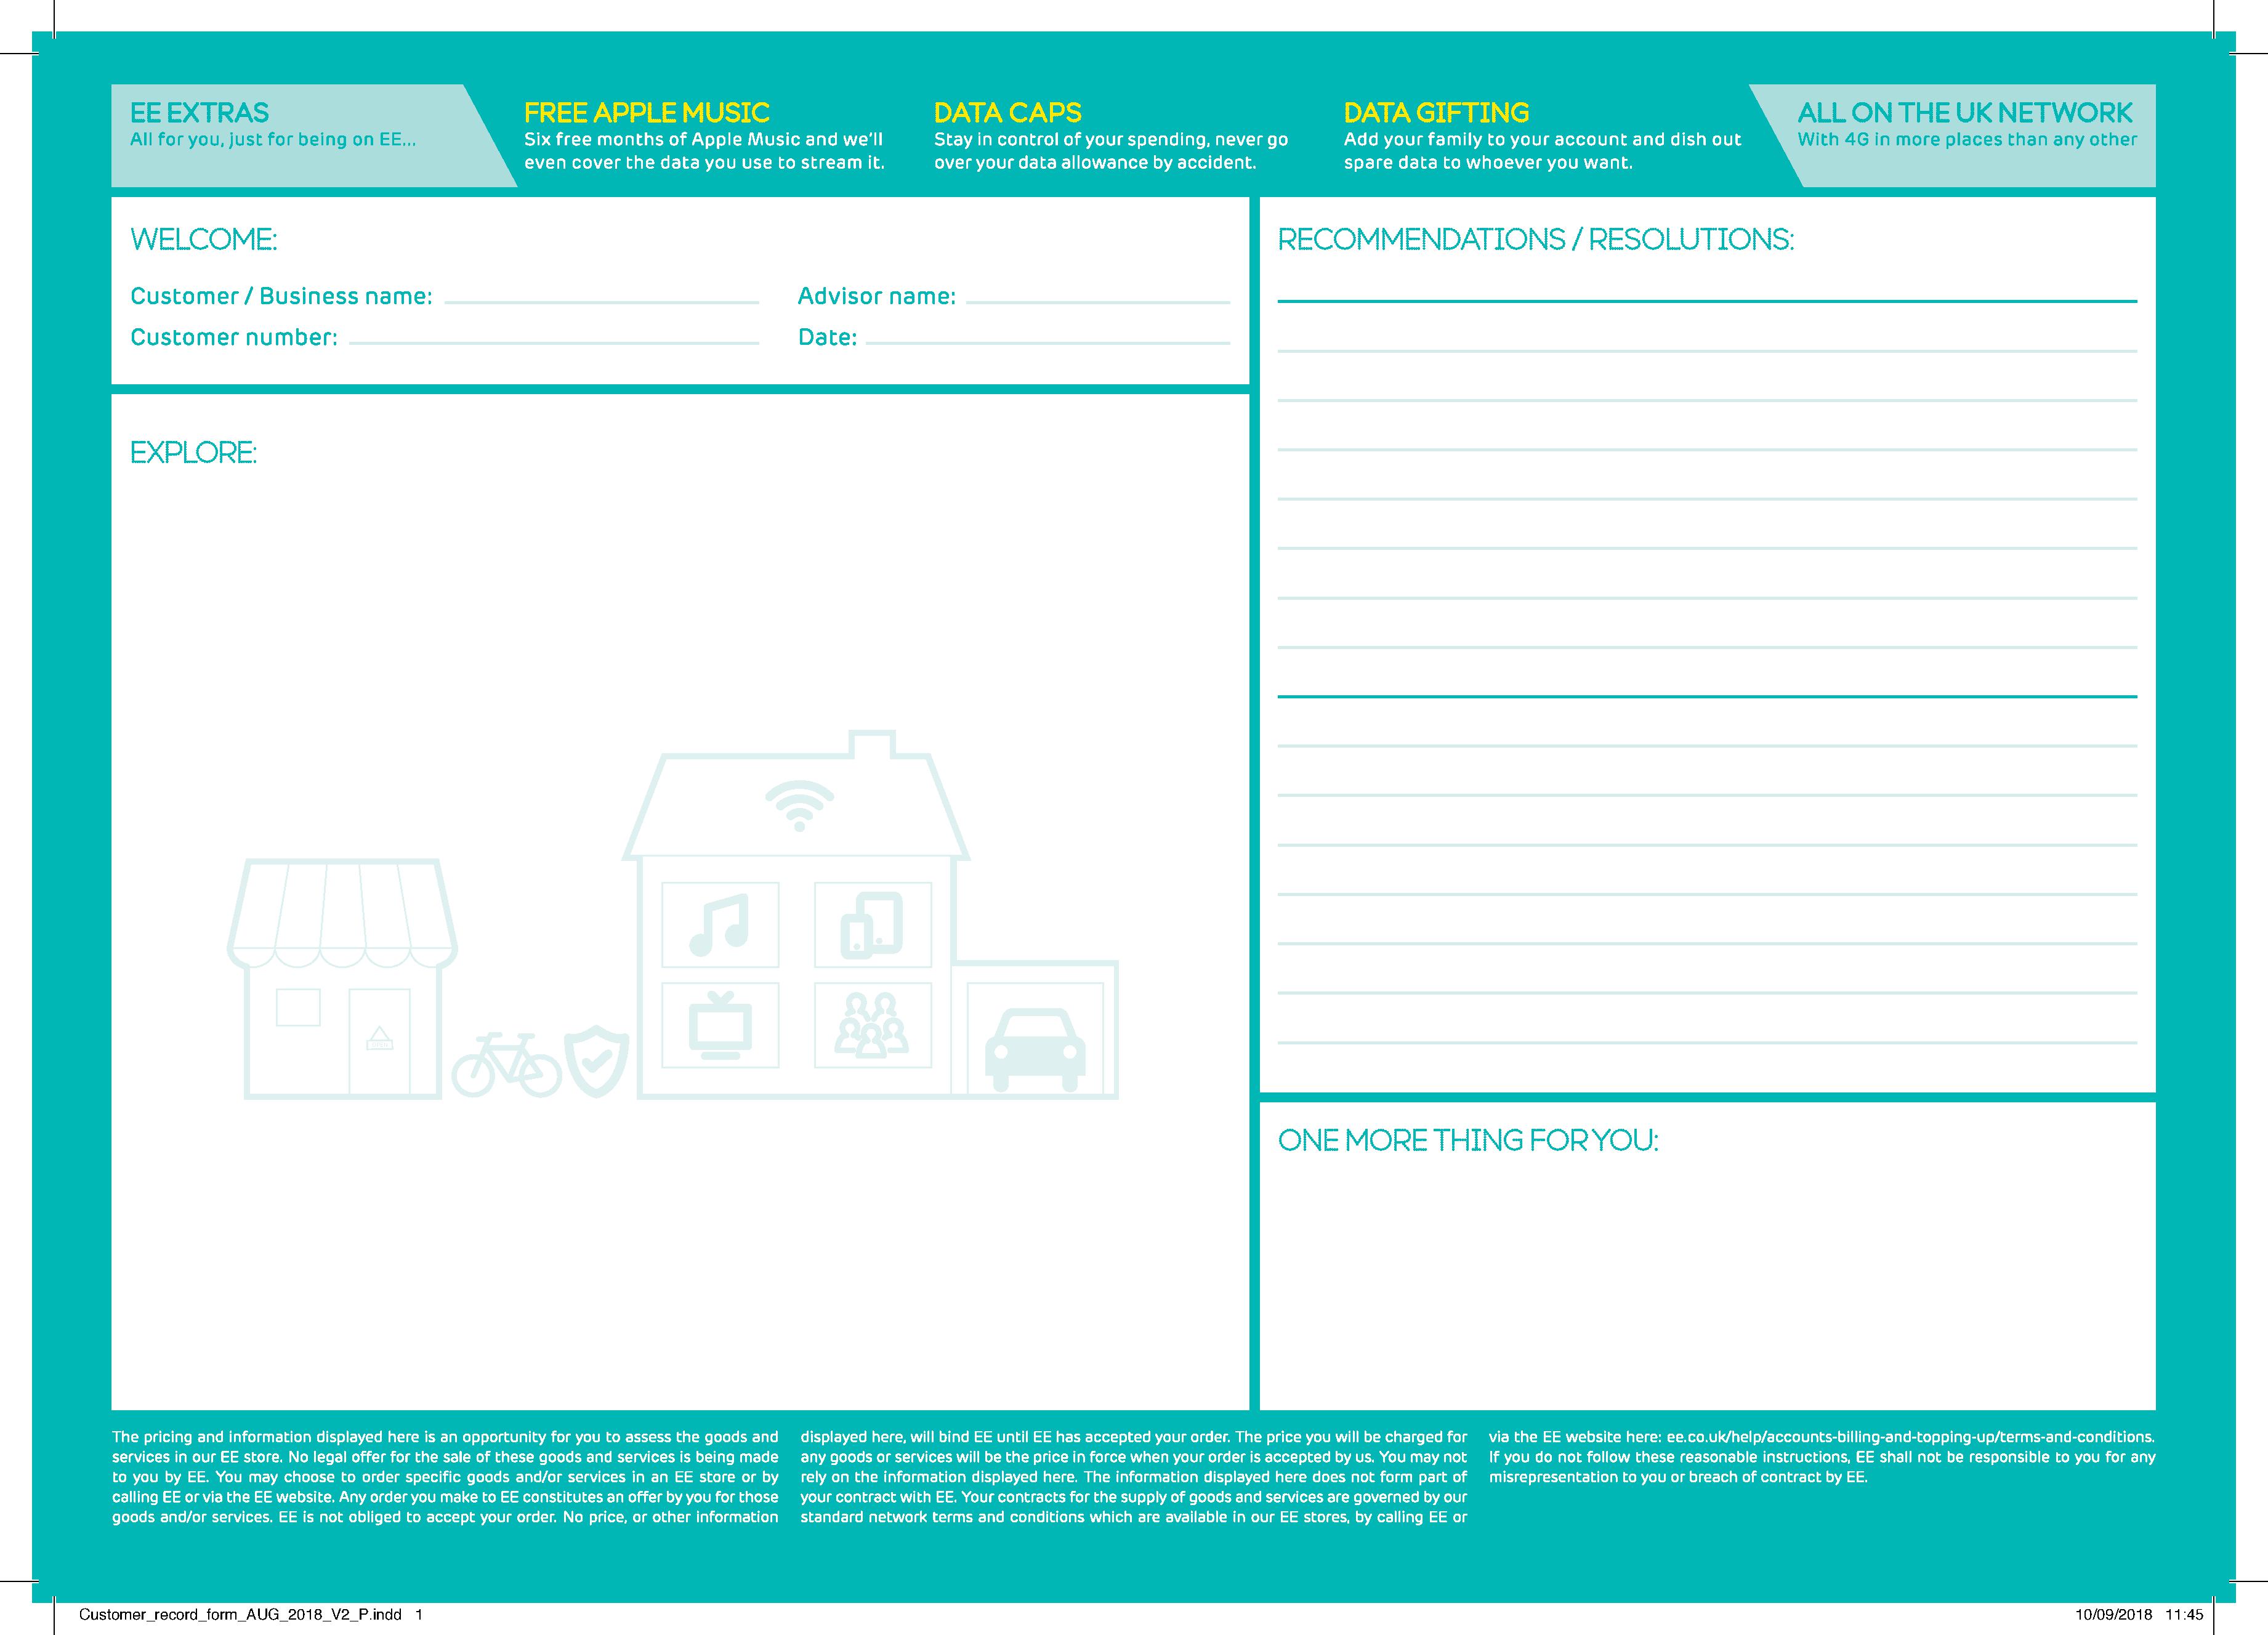 EE EXTRAS
All for you, just for being on EE...
FREE APPLE MUSIC
Six free months of Apple Music and we'll
even cover the data you use to stream it.
DATA CAPS
Stay in control of your spending, never go
over your data allowance by accident.
DATA GIFTING
Add your family to your account and dish out
spare data to whoever you want.
ALL ON THE UK NETWORK
With 4G in more places than any other
WELCOME:
Customer / Business name:
Advisor name:
Customer number:
Date:
EXPLORE:
RECOMMENDATIONS / RESOLUTIONS:
ONE MORE THING FOR YOU:
The pricing and information displayed here is an opportunity for you to assess the goods and
services in our EE store. No legal offer for the sale of these goods and services is being made
to you by EE. You may choose to order specific goods and/or services in an EE store or by
calling EE or via the EE website. Any order you make to EE constitutes an offer by you for those
goods and/or services. EE is not obliged to accept your order. No price, or other information
displayed here, will bind EE until EE has accepted your order. The price you will be charged for
any goods or services will be the price in force when your order is accepted by us. You may not
rely on the information displayed here. The information displayed here does not form part of
your contract with EE. Your contracts for the supply of goods and services are governed by our
standard network terms and conditions which are available in our EE stores, by calling EE or
via the EE website here: ee.co.uk/help/accounts-billing-and-topping-up/terms-and-conditions.
If you do not follow these reasonable instructions, EE shall not be responsible to you for any
misrepresentation to you or breach of contract by EE.
Customer_record_form_AUG_2018_V2_P.indd 1
10/09/2018 11:45